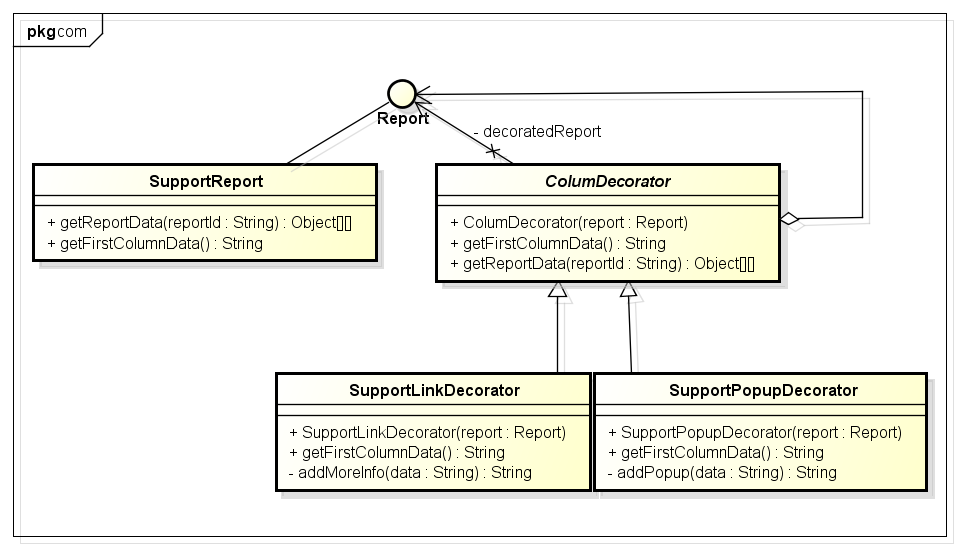 pkg com
Report
- decoratedReport
SupportReport
+ getReportData(reportId : String) : Object[][]
+ getFirstColumnData() : String
ColumDecorator
+ ColumDecorator(report : Report)
+ getFirstColumnData() : String
+ getReportData(reportId : String) : Object[][]
SupportLinkDecorator
+ SupportLinkDecorator(report : Report)
+ getFirstColumnData() : String
- addMoreInfo(data : String) : String
SupportPopupDecorator
+ SupportPopupDecorator(report : Report)
+ getFirstColumnData() : String
- addPopup(data : String) : String